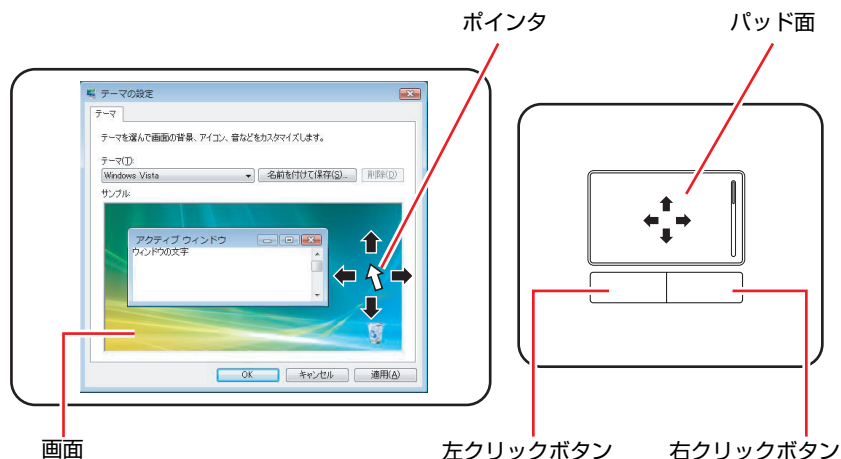 ポインタ
パッド面
テーマの設定
テーマ
テーマを選んで画面の背景、アイコン、音などをカスタマイズします。
テーマ(T):
Windows Vista
名前を付けて保存(S)...
削除(D)
サンプル:
アクティブ ウィンドウ
ウィンドウの文字
OK
キャンセル
適用(A)
画面
左クリックボタン
右クリックボタン